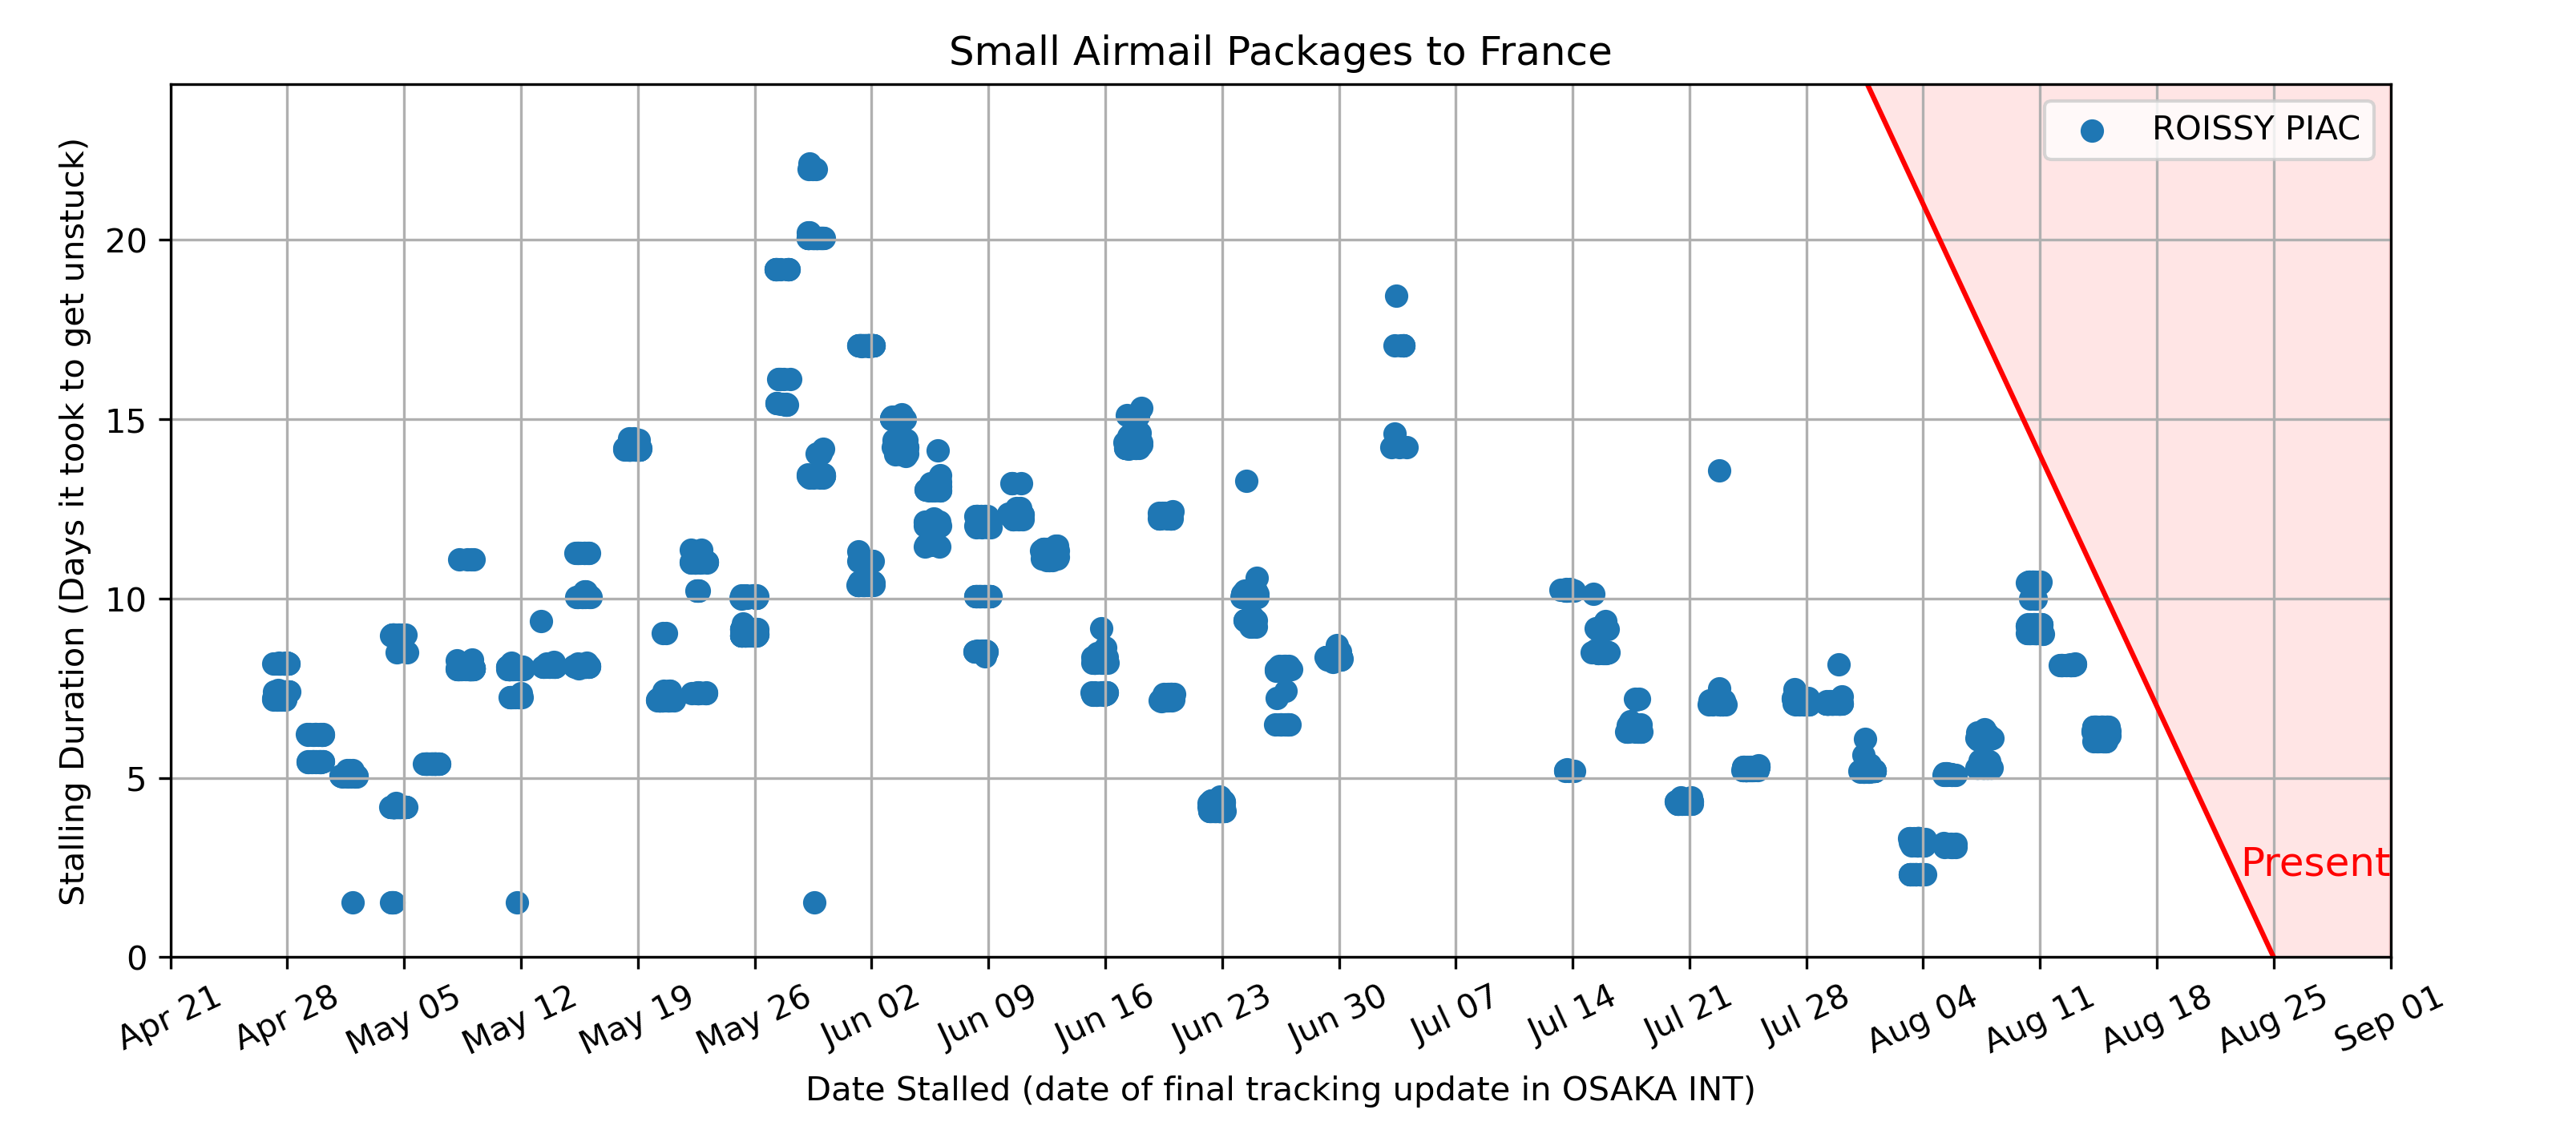 Small Airmail Packages to France
ROISSY PIAC
Stalling Duration (Days it took to get unstuck)
20
15
10
5
0
Present
Apr 21
Apr 28
May 05
May 12
May 19
May 26
Jun 02
Jun 09
Jun 16
Jun 23
Jun 30
Jul 07
Jul 14
Jul 21
Jul 28
Aug 04
Aug 11
Aug 18
Aug 25
Sep 01
Date Stalled (date of final tracking update in OSAKA INT)